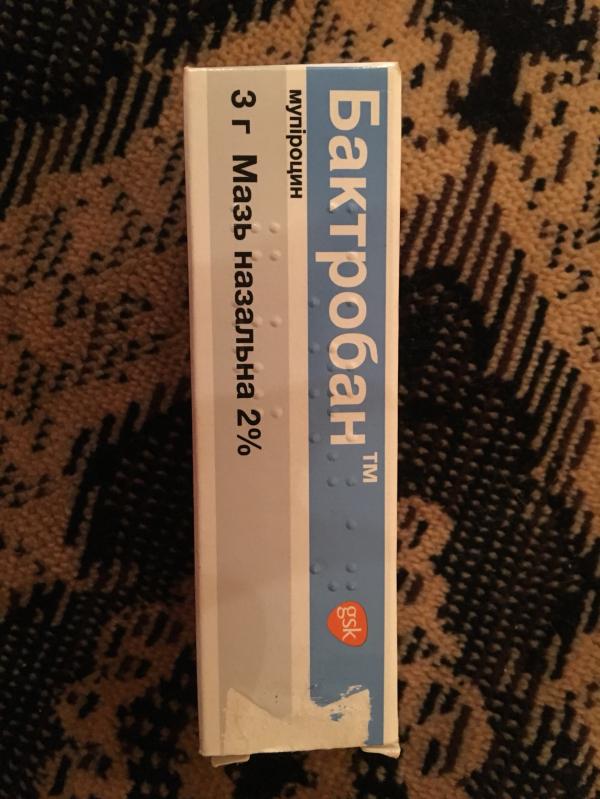 Бактробан™
мупіроцин
3 г Мазь назальна 2%
gsk